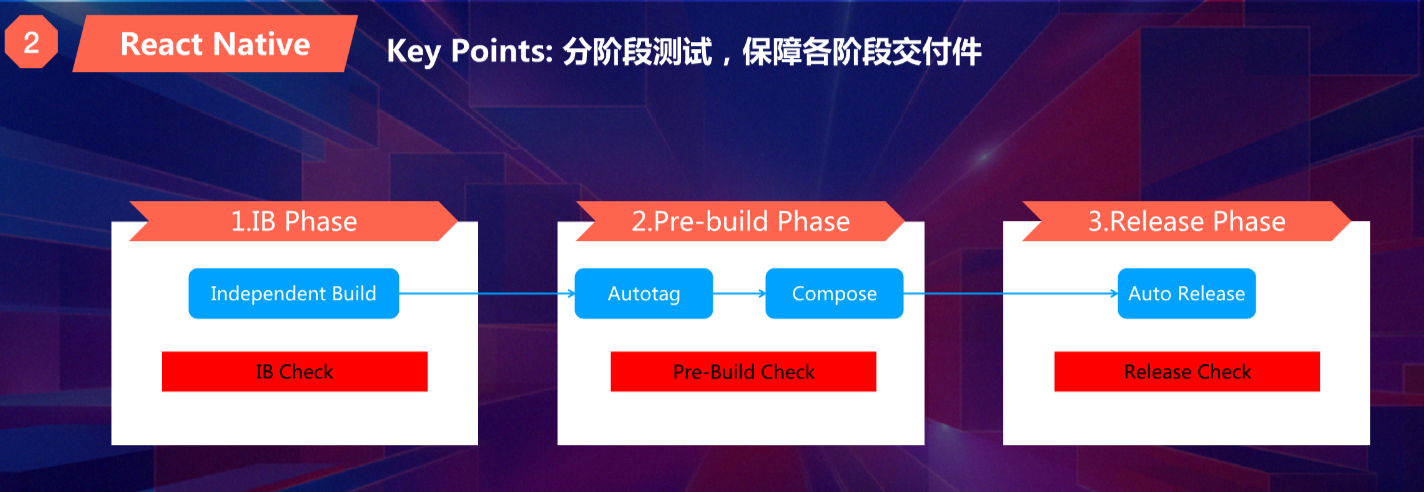 2
React Native
Key Points: 分阶段测试，保障各阶段交付件
1.IB Phase
2.Pre-build Phase
3.Release Phase
Independent Build
Autotag
Compose
Auto Release
IB Check
Pre-Build Check
Release Check